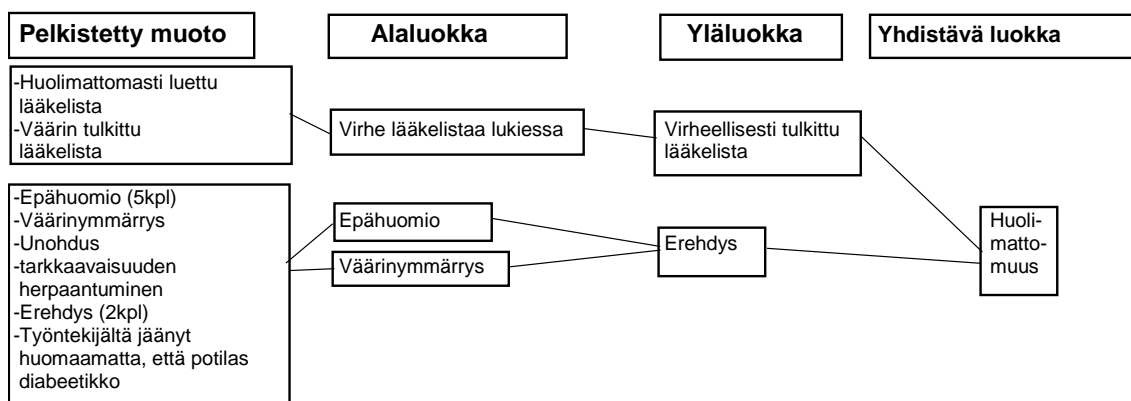 Pelkistetty muoto
Alaluokka
Yläluokka
Yhdistävä luokka
-Huolimattomasti luettu
lääkelista
-Väärin tulkittu
lääkelista
Virhe lääkelistaa lukiessa
Virheellisesti tulkittu
lääkelista
-Epähuomio (5kpl)
-Väärinymmärrys
-Unohdus
-tarkkaavaisuuden
herpaantuminen
-Erehdys (2kpl)
-Työntekijältä jäänyt
huomaamatta, että potilas
diabeetikko
Epähuomio
Väärinymmärrys
Erehdys
Huoli-
matto-
muus